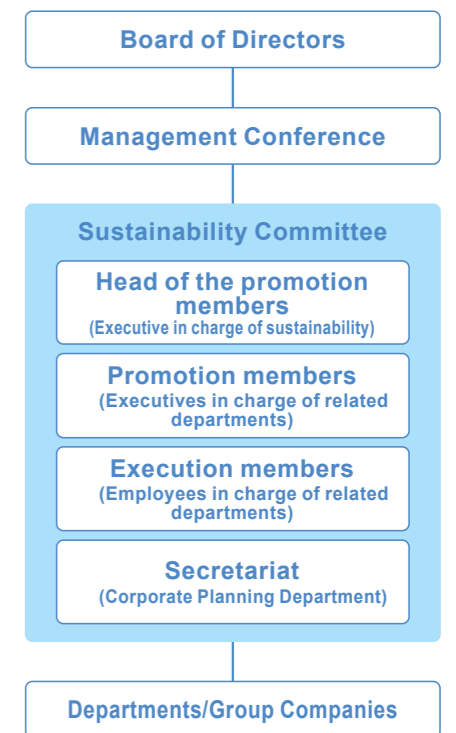 Board of Directors
Management Conference
Sustainability Committee
Head of the promotion
members
(Executive in charge of sustainability)
Promotion members
(Executives in charge of related
departments)
Execution members
(Employees in charge of related
departments)
Secretariat
(Corporate Planning Department)
Departments/Group Companies